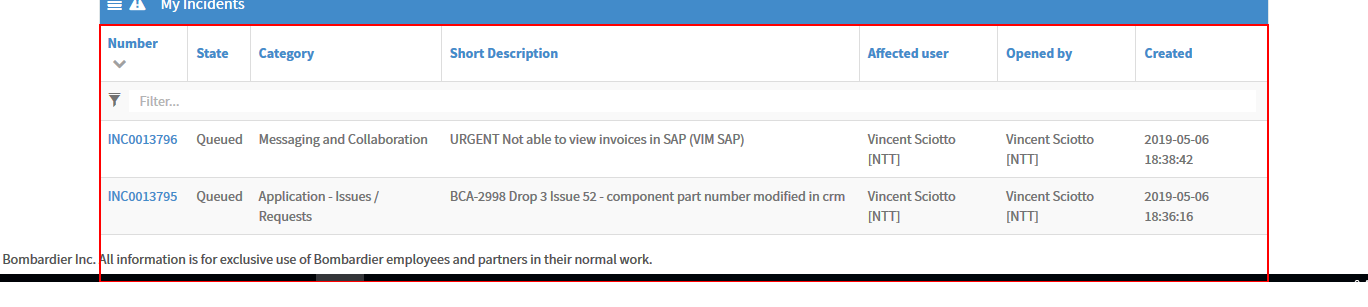 My Incidents
Number State Category Short Description Affected user Opened by Created
Filter...
INC0013796 Queued Messaging and Collaboration URGENT Not able to view invoices in SAP (VIM SAP) Vincent Sciotto Vincent Sciotto 2019-05-06
[NTT] [NTT] 18:38:42
INC0013795 Queued Application - Issues / BCA-2998 Drop 3 Issue 52 - component part number modified in crm Vincent Sciotto Vincent Sciotto 2019-05-06
Requests [NTT] [NTT] 18:36:16
Bombardier Inc. All information is for exclusive use of Bombardier employees and partners in their normal work.